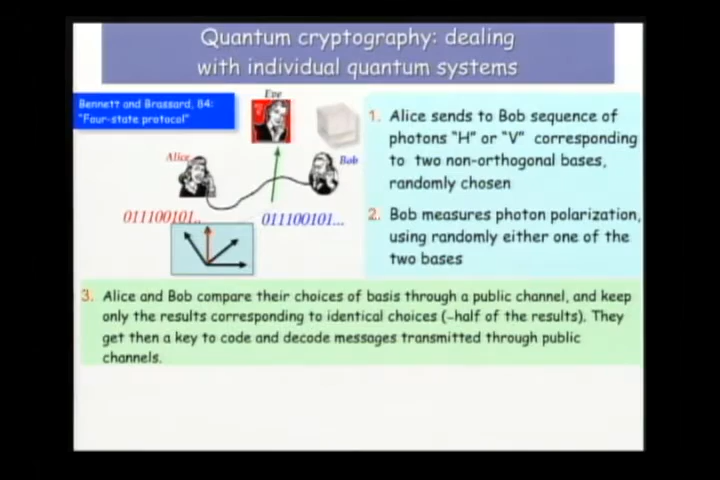 Quantum cryptography: dealing
with individual quantum systems
Bennett and Brassard, 84:
"Four-state protocol"
Eve
Alice
Bob
011100101..
011100101...
1. Alice sends to Bob sequence of
photons "H" or "V" corresponding
to two non-orthogonal bases,
randomly chosen
2. Bob measures photon polarization,
using randomly either one of the
two bases
3. Alice and Bob compare their choices of basis through a public channel, and keep
only the results corresponding to identical choices (~half of the results). They
get then a key to code and decode messages transmitted through public
channels.